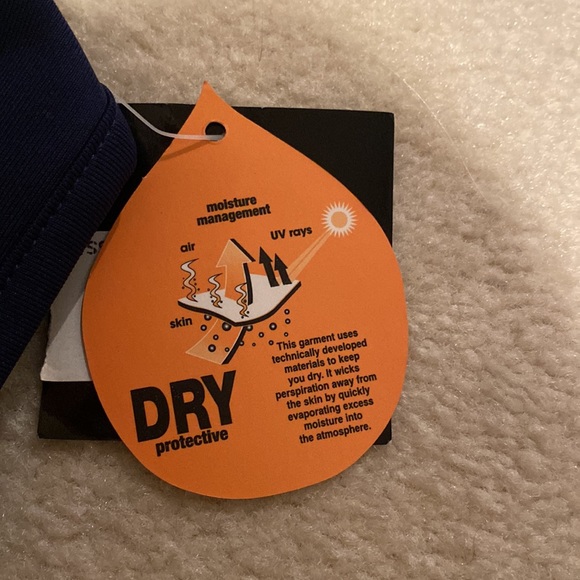 moisture
management
air
UV rays
skin
This garment uses
technically developed
materials to keep
you dry. It wicks
perspiration away from
the skin by quickly
evaporating excess
moisture into
the atmosphere.
DRY
protective